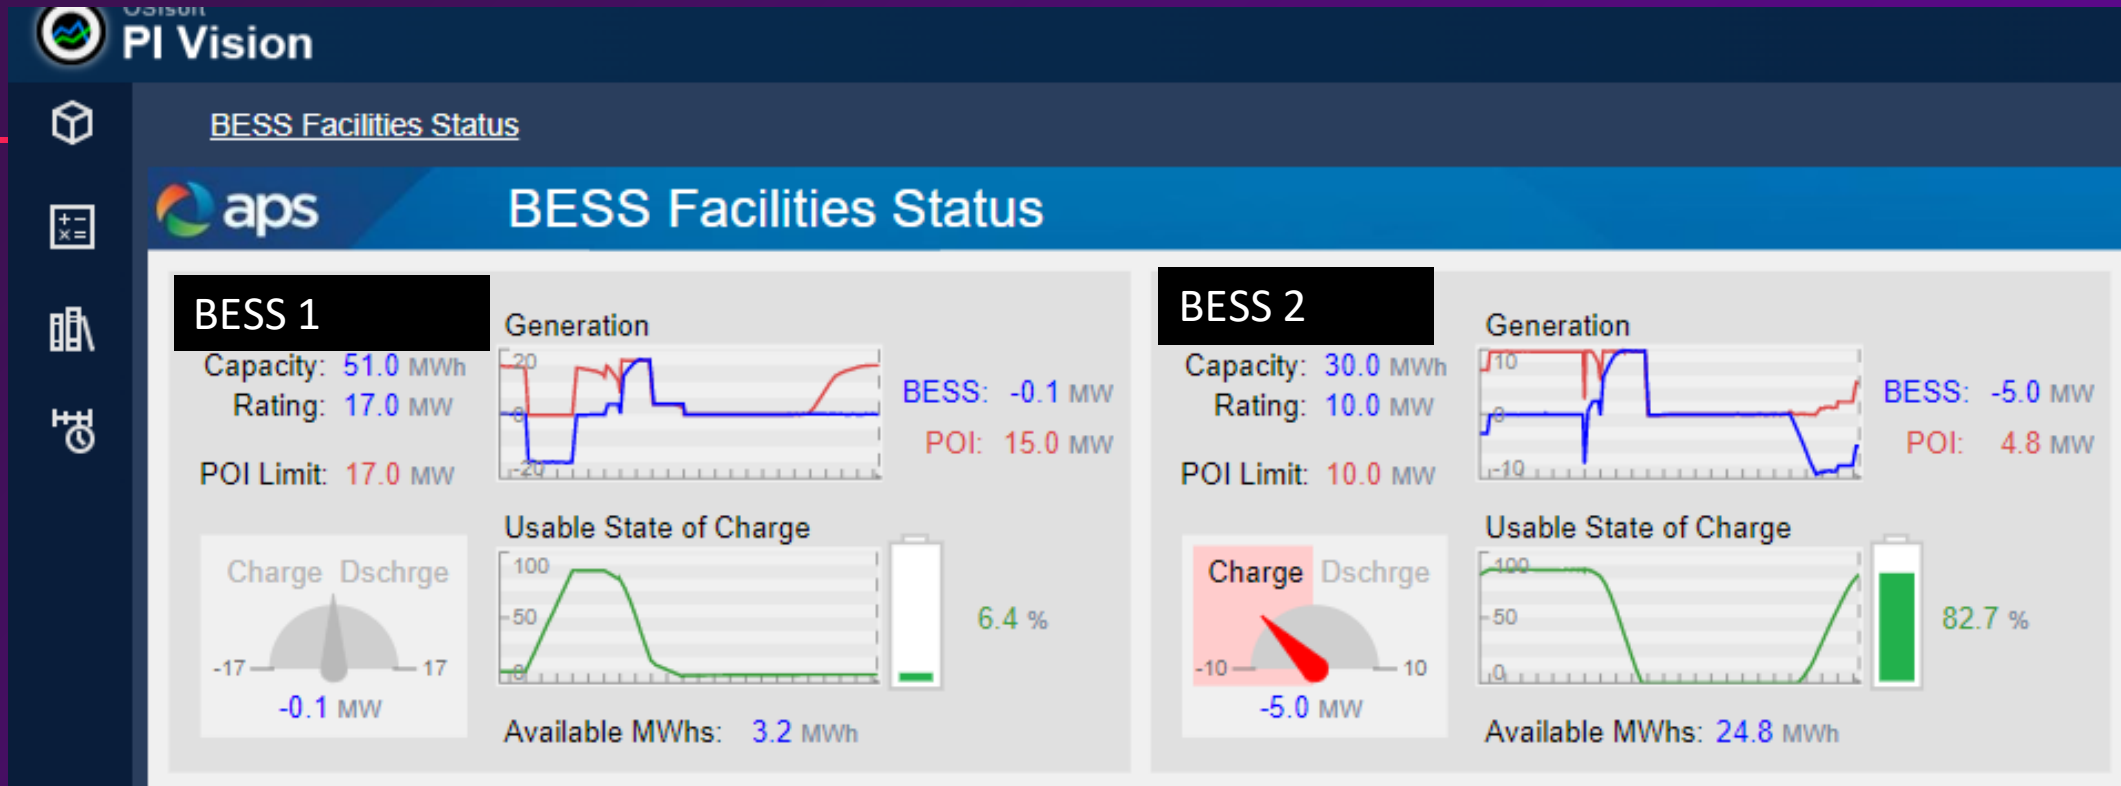 OSIsoft
PI Vision
BESS Facilities Status
aps
BESS Facilities Status
BESS 1
Capacity: 51.0 MWh
Rating: 17.0 MW
POI Limit: 17.0 MW
Generation
20
0
-20
BESS: -0.1 MW
POI: 15.0 MW
Charge Dschrge
-17
17
-0.1 MW
Usable State of Charge
100
50
0
6.4 %
Available MWhs: 3.2 MWh
BESS 2
Capacity: 30.0 MWh
Rating: 10.0 MW
POI Limit: 10.0 MW
Generation
10
0
-10
BESS: -5.0 MW
POI: 4.8 MW
Charge Dschrge
-10
10
-5.0 MW
Usable State of Charge
100
50
0
82.7 %
Available MWhs: 24.8 MWh